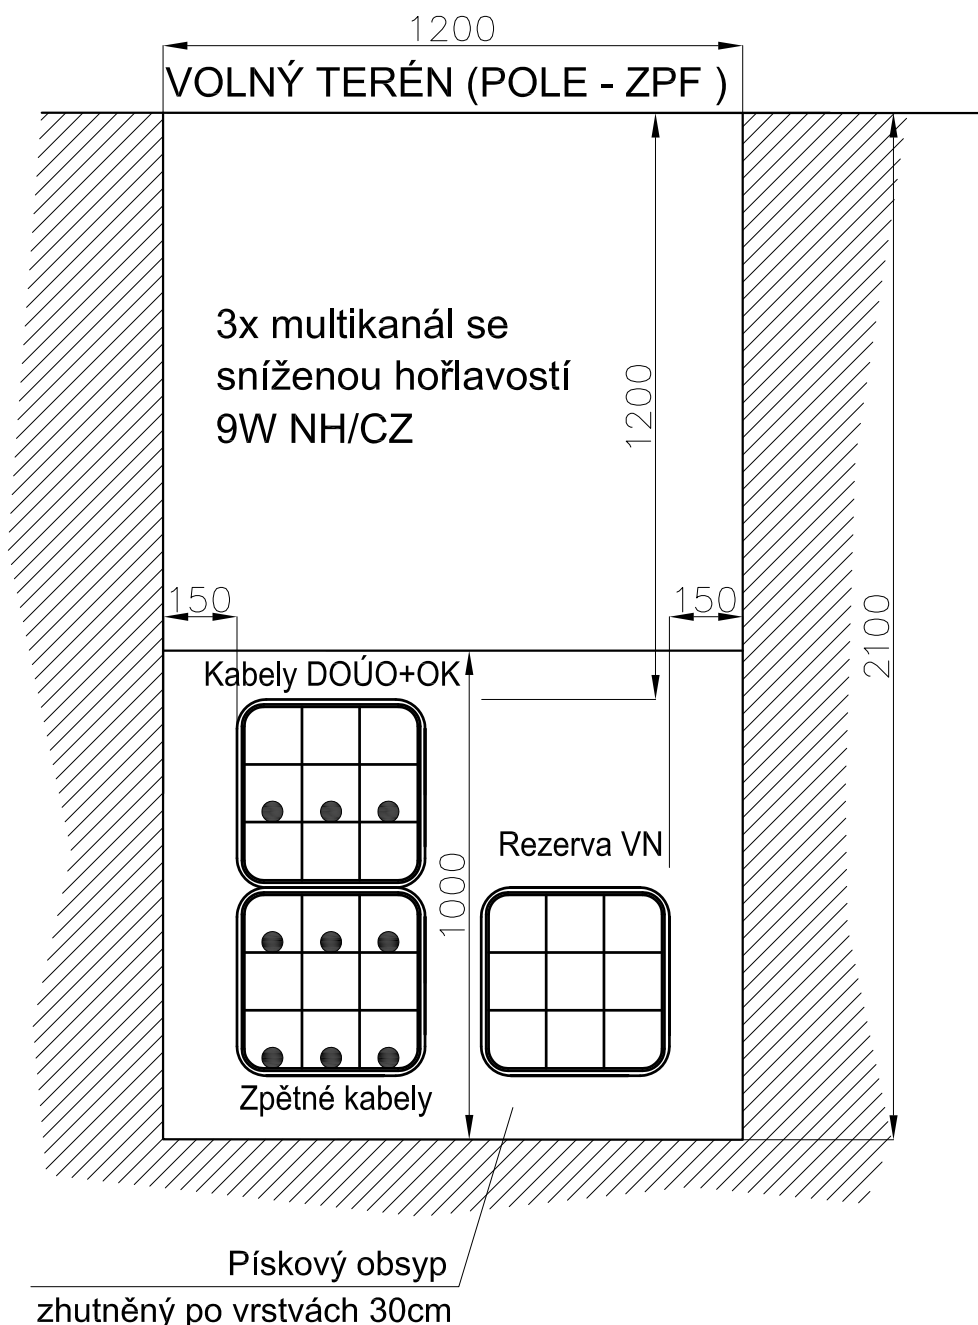 1200
VOLNÝ TERÉN (POLE - ZPF )
3x multikanál se
sníženou hořlavostí
9W NH/CZ
1200
150
150
2100
Kabely DOÚO+OK
Rezerva VN
1000
Zpětné kabely
Pískový obsyp
zhutněný po vrstvách 30cm